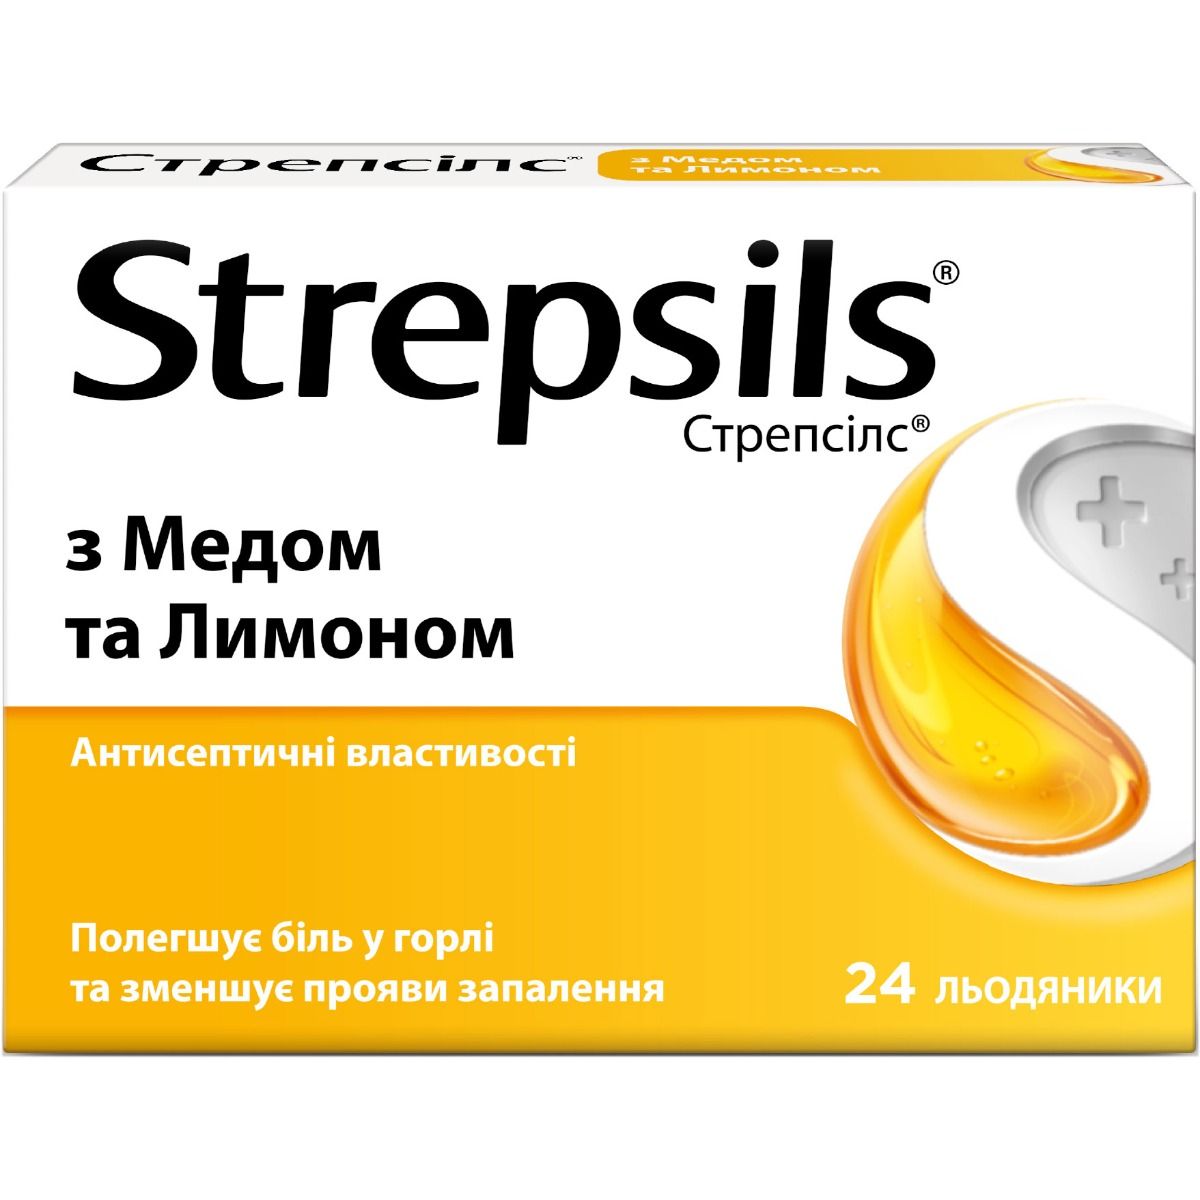 Стрепсілс®
з Медом
та Лимоном
Strepsils®
Стрепсілс®
з Медом
та Лимоном
Антисептичні властивості
Полегшує біль у горлі
та зменшує прояви запалення
24 льодяники